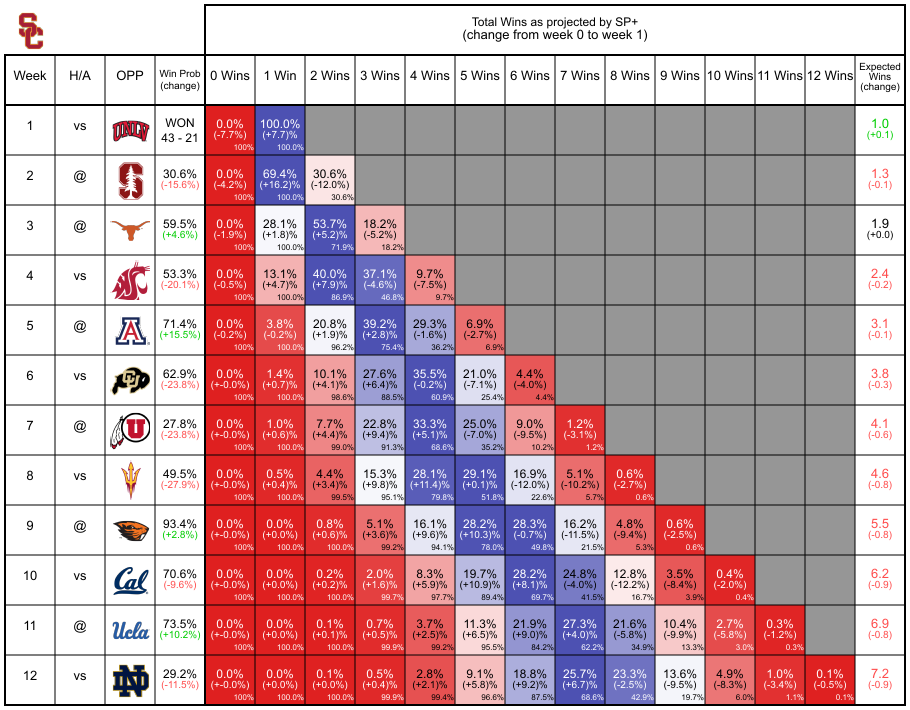 Total Wins as projected by SP+
(change from week 0 to week 1)
Week H/A OPP Win Prob (change) 0 Wins 1 Win 2 Wins 3 Wins 4 Wins 5 Wins 6 Wins 7 Wins 8 Wins 9 Wins 10 Wins 11 Wins 12 Wins Expected Wins (change)
1 vs UNLV WON 0.0% 100.0% 1.0
43 - 21 (-7.7%) (+7.7)% (+0.1)
100% 100.0%
2 @ S 30.6% 0.0% 69.4% 30.6% 1.3
(-15.6%) (-4.2%) (+16.2)% (-12.0%) (-0.1)
100% 100.0% 30.6%
3 @ 59.5% 0.0% 28.1% 53.7% 18.2% 1.9
(+4.6%) (-1.9%) (+1.8)% (+5.2)% (-5.2%) (+0.0)
100% 100.0% 71.9% 18.2%
4 vs 53.3% 0.0% 13.1% 40.0% 37.1% 9.7% 2.4
(-20.1%) (-0.5%) (+4.7)% (+7.9)% (-4.6%) (-7.5%) (-0.2)
100% 100.0% 86.9% 46.8% 9.7%
5 @ A 71.4% 0.0% 3.8% 20.8% 39.2% 29.3% 6.9% 3.1
(+15.5%) (-0.2%) (-0.2%) (+1.9)% (+2.8)% (-1.6%) (-2.7%) (-0.1)
100% 100.0% 96.2% 75.4% 36.2% 6.9%
6 vs CU 62.9% 0.0% 1.4% 10.1% 27.6% 35.5% 21.0% 4.4% 3.8
(-23.8%) (+-0.0%) (+0.7)% (+4.1)% (+6.4)% (-0.2%) (-7.1%) (-4.0%) (-0.3)
100% 100.0% 98.6% 88.5% 60.9% 25.4% 4.4%
7 @ U 27.8% 0.0% 1.0% 7.7% 22.8% 33.3% 25.0% 9.0% 1.2% 4.1
(-23.8%) (+-0.0%) (+0.6)% (+4.4)% (+9.4)% (+5.1)% (-7.0%) (-9.5%) (-3.1%) (-0.6)
100% 100.0% 99.0% 91.3% 68.6% 35.2% 10.2% 1.2%
8 vs 49.5% 0.0% 0.5% 4.4% 15.3% 28.1% 29.1% 16.9% 5.1% 0.6% 4.6
(-27.9%) (+-0.0%) (+0.4)% (+3.4)% (+9.8)% (+11.4)% (+0.1)% (-12.0%) (-10.2%) (-2.7%) (-0.8)
100% 100.0% 99.5% 95.1% 79.8% 51.8% 22.6% 5.7% 0.6%
9 @ 93.4% 0.0% 0.0% 0.8% 5.1% 16.1% 28.2% 28.3% 16.2% 4.8% 0.6% 5.5
(+2.8%) (+-0.0%) (+-0.0%) (+0.6)% (+3.6)% (+9.6)% (+10.3)% (-0.7%) (-11.5%) (-9.4%) (-2.5%) (-0.8)
100% 100.0% 100.0% 99.2% 94.1% 78.0% 49.8% 21.5% 5.3% 0.6%
10 vs Cal 70.6% 0.0% 0.0% 0.2% 2.0% 8.3% 19.7% 28.2% 24.8% 12.8% 3.5% 0.4% 6.2
(-9.6%) (+-0.0%) (+-0.0%) (+0.2)% (+1.6)% (+5.9)% (+10.9)% (+8.1)% (-4.0%) (-12.2%) (-8.4%) (-2.0%) (-0.9)
100% 100.0% 100.0% 99.7% 97.7% 89.4% 69.7% 41.5% 16.7% 3.9% 0.4%
11 @ Ucla 73.5% 0.0% 0.0% 0.1% 0.7% 3.7% 11.3% 21.9% 27.3% 21.6% 10.4% 2.7% 0.3% 6.9
(+10.2%) (+-0.0%) (+-0.0%) (+0.1)% (+0.5)% (+2.5)% (+6.5)% (+9.0)% (+4.0)% (-5.8%) (-9.9%) (-5.8%) (-1.2%) (-0.8)
100% 100.0% 100.0% 99.9% 99.2% 95.5% 84.2% 62.2% 34.9% 13.3% 3.0% 0.3%
12 vs ND 29.2% 0.0% 0.0% 0.1% 0.5% 2.8% 9.1% 18.8% 25.7% 23.3% 13.6% 4.9% 1.0% 0.1% 7.2
(-11.5%) (+-0.0%) (+-0.0%) (+0.0)% (+0.4)% (+2.1)% (+5.8)% (+9.2)% (+6.7)% (-2.5%) (-9.5%) (-8.3%) (-3.4%) (-0.5%) (-0.9)
100% 100.0% 100.0% 99.9% 99.4% 96.6% 87.5% 68.6% 42.9% 19.6% 6.0% 1.1% 0.1%